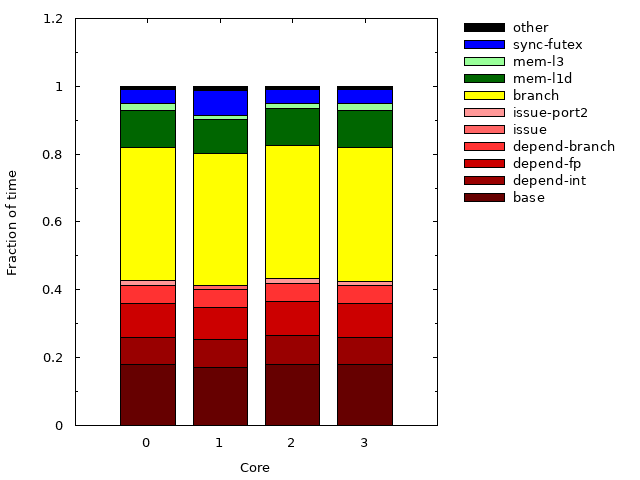 1.2
1
0.8
0.6
0.4
0.2
0
Fraction of time
0 1 2 3
Core
other
sync-futex
mem-l3
mem-l1d
branch
issue-port2
issue
depend-branch
depend-fp
depend-int
base